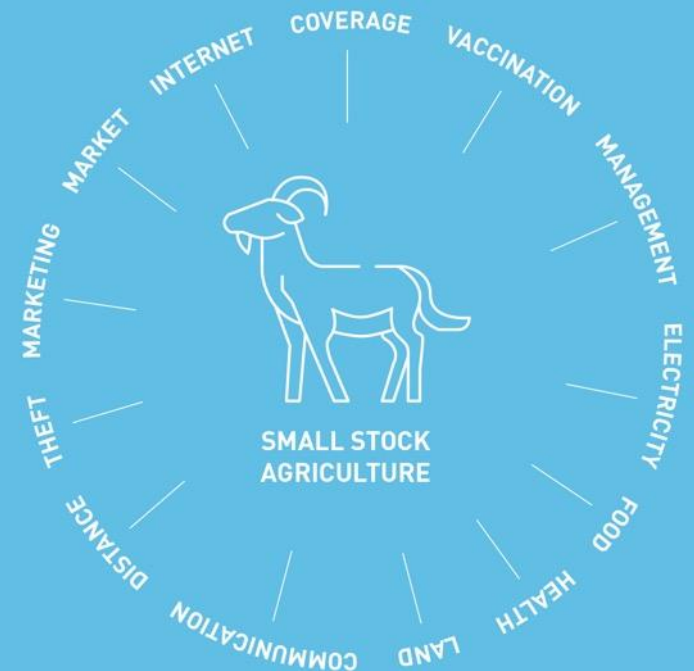 COVERAGE
VACCINATION
MANAGEMENT
ELECTRICITY
FOOD
HEALTH
LAND
COMMUNICATION
DISTANCE
THEFT
MARKETING
MARKET
INTERNET
SMALL STOCK
AGRICULTURE